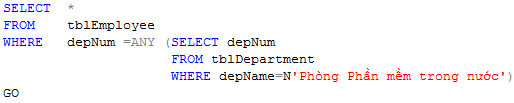 SELECT *
FROM tblEmployee
WHERE depNum =ANY (SELECT depNum
FROM tblDepartment
WHERE depName=N'Phòng Phần mềm trong nước')
GO